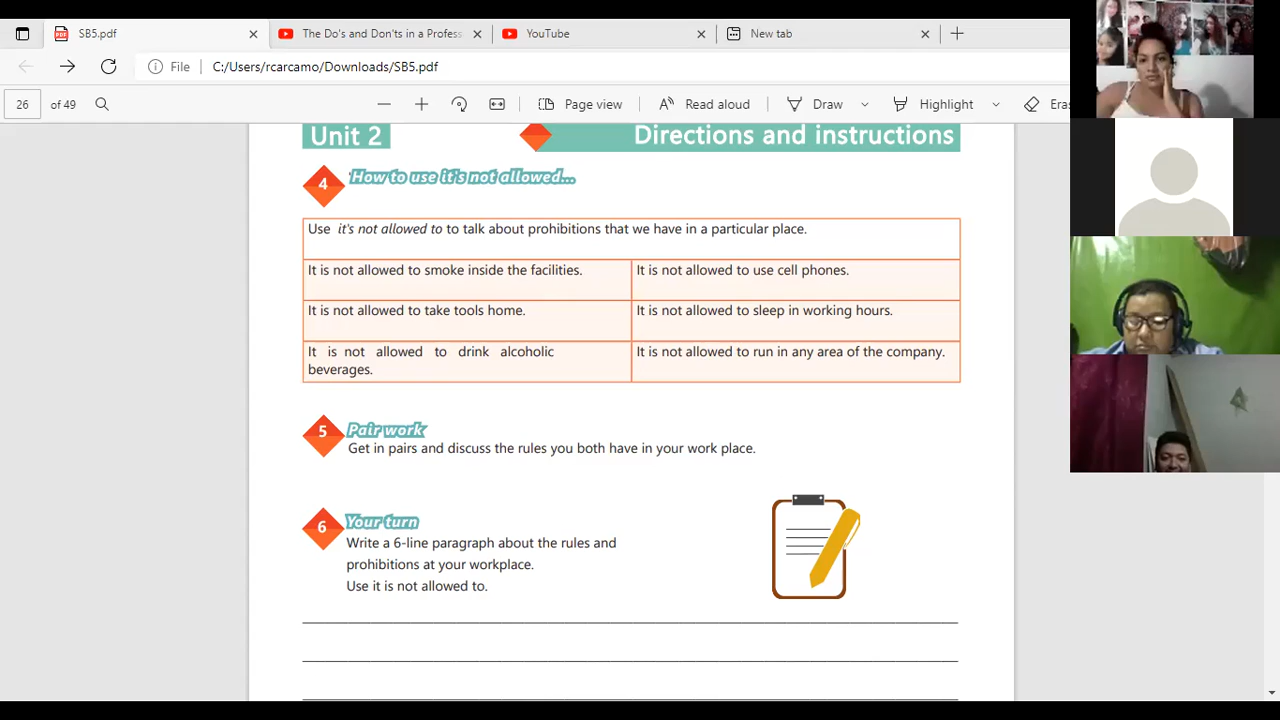 SB5.pdf
The Do's and Don'ts in a Profess
YouTube
New tab
File
C:/Users/rcarcamo/Downloads/SB5.pdf
26 of 49
Page view
Read aloud
Draw
Highlight
Eras
Unit 2
Directions and instructions
4 How to use it's not allowed...
Use it's not allowed to to talk about prohibitions that we have in a particular place.
It is not allowed to smoke inside the facilities.
It is not allowed to use cell phones.
It is not allowed to take tools home.
It is not allowed to sleep in working hours.
It is not allowed to drink alcoholic
beverages.
It is not allowed to run in any area of the company.
5 Pair work
Get in pairs and discuss the rules you both have in your work place.
6 Your turn
Write a 6-line paragraph about the rules and
prohibitions at your workplace.
Use it is not allowed to.